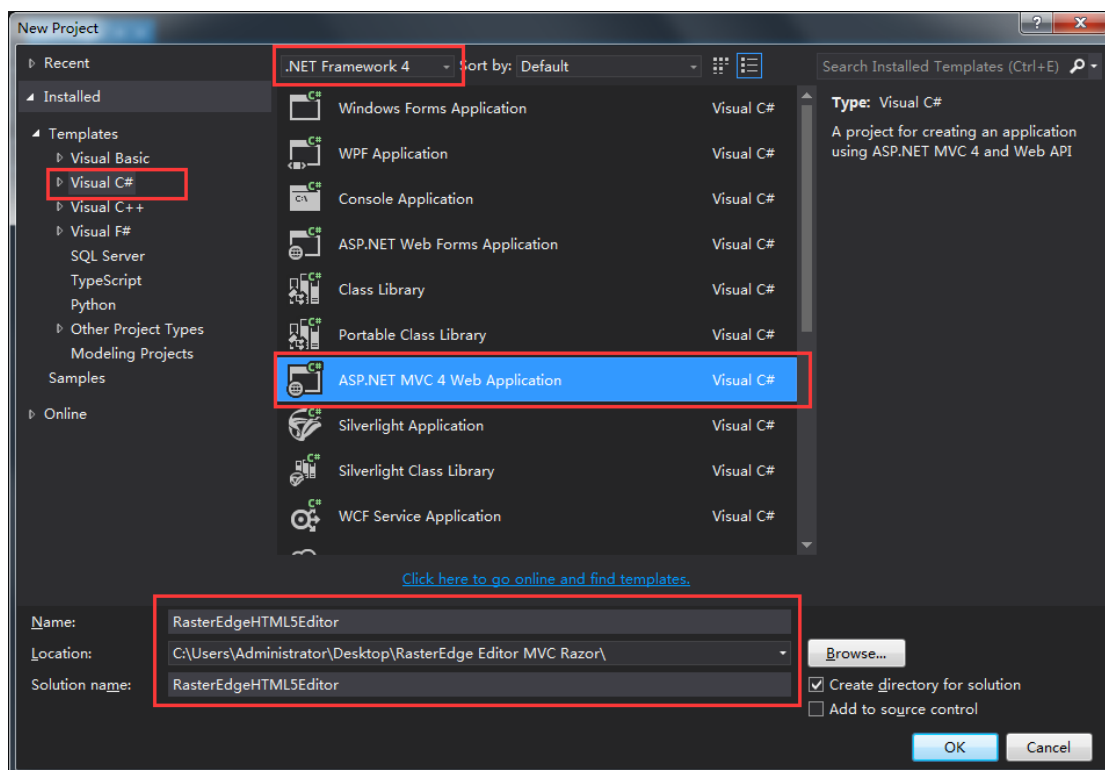 New Project
Recent
.NET Framework 4
Sort by: Default
Search Installed Templates (Ctrl+E)
Installed
Templates
Visual Basic
Visual C#
Visual C++
Visual F#
SQL Server
TypeScript
Python
Other Project Types
Modeling Projects
Samples
Online
Windows Forms Application Visual C#
WPF Application Visual C#
Console Application Visual C#
ASP.NET Web Forms Application Visual C#
Class Library Visual C#
Portable Class Library Visual C#
ASP.NET MVC 4 Web Application Visual C#
Silverlight Application Visual C#
Silverlight Class Library Visual C#
WCF Service Application Visual C#
Type: Visual C#
A project for creating an application
using ASP.NET MVC 4 and Web API
Click here to go online and find templates.
Name: RasterEdgeHTML5Editor
Location: C:\Users\Administrator\Desktop\RasterEdge Editor MVC Razor\
Browse...
Solution name: RasterEdgeHTML5Editor
Create directory for solution
Add to source control
OK
Cancel